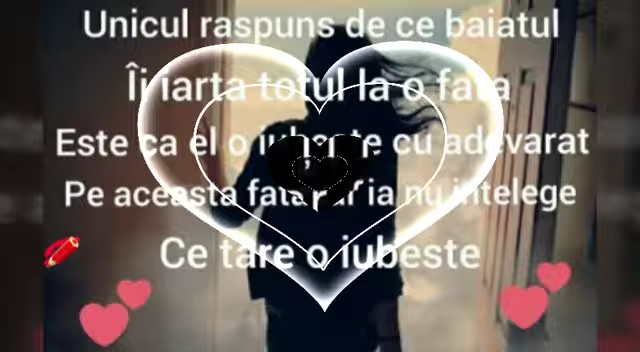 Unicul raspuns de ce baiatul
Îi iarta totul la o fata
Este ca el o iubeste cu adevarat
Pe aceasta fata ia nu intelege
Ce tare o iubeste